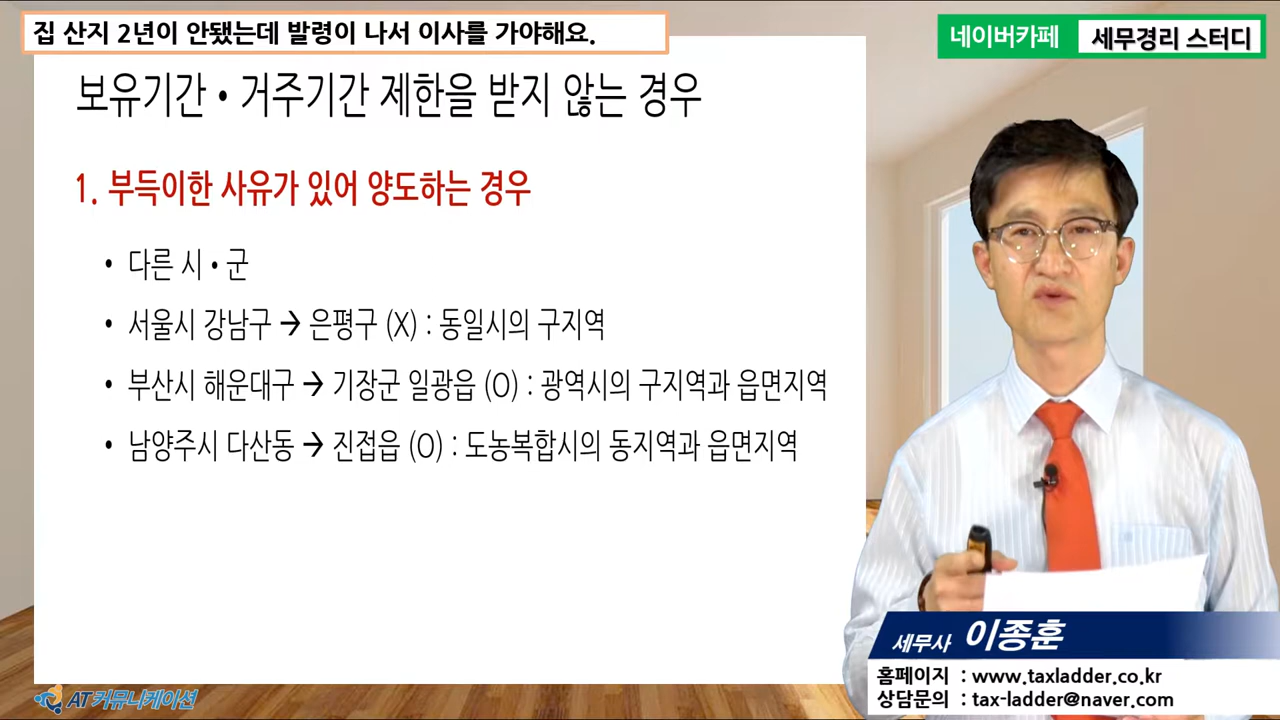 집 산지 2년이 안됐는데 발령이 나서 이사를 가야해요.
네이버카페 세무경리 스터디
보유기간•거주기간 제한을 받지 않는 경우
1. 부득이한 사유가 있어 양도하는 경우
• 다른 시•군
• 서울시 강남구 → 은평구 (X) : 동일시의 구지역
• 부산시 해운대구 → 기장군 일광읍 (O) : 광역시의 구지역과 읍면지역
• 남양주시 다산동 → 진접읍 (O) : 도농복합시의 동지역과 읍면지역
세무사 이종훈
홈페이지 : www.taxladder.co.kr
상담문의 : tax-ladder@naver.com
AT커뮤니케이션